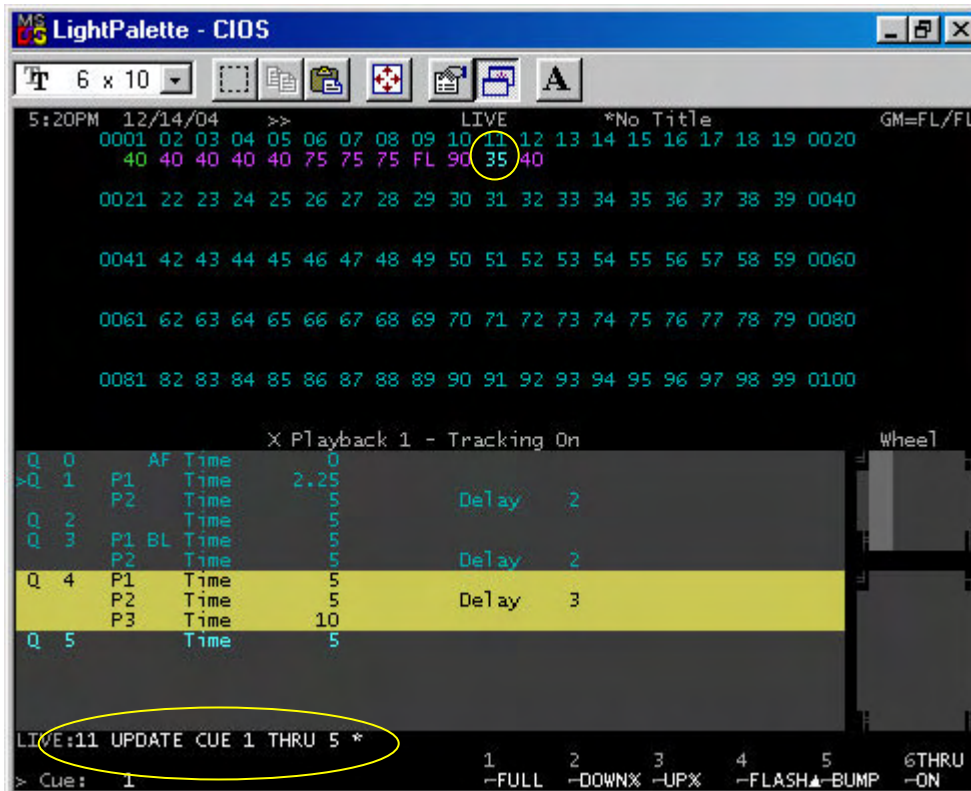 MS DOS LightPalette - CIOS
Tr 6 x 10 A
5:20PM 12/14/04 >> LIVE *No Title GM=FL/FL
0001 02 03 04 05 06 07 08 09 10 11 12 13 14 15 16 17 18 19 0020
40 40 40 40 40 75 75 75 FL 90 35 40
0021 22 23 24 25 26 27 28 29 30 31 32 33 34 35 36 37 38 39 0040
0041 42 43 44 45 46 47 48 49 50 51 52 53 54 55 56 57 58 59 0060
0061 62 63 64 65 66 67 68 69 70 71 72 73 74 75 76 77 78 79 0080
0081 82 83 84 85 86 87 88 89 90 91 92 93 94 95 96 97 98 99 0100
X Playback 1 - Tracking On Wheel
Q 0 AF Time 0
>Q 1 P1 Time 2.25
P2 Time 5 Delay 2
Q 2 Time 5
Q 3 P1 BL Time 5
P2 Time 5 Delay 2
Q 4 P1 Time 5
P2 Time 5 Delay 3
P3 Time 10
Q 5 Time 5
LIVE:11 UPDATE CUE 1 THRU 5 *
1 2 3 4 5 6THRU
> Cue: 1 ¬FULL ¬DOWN% ¬UP% ¬FLASH▲¬BUMP ¬ON